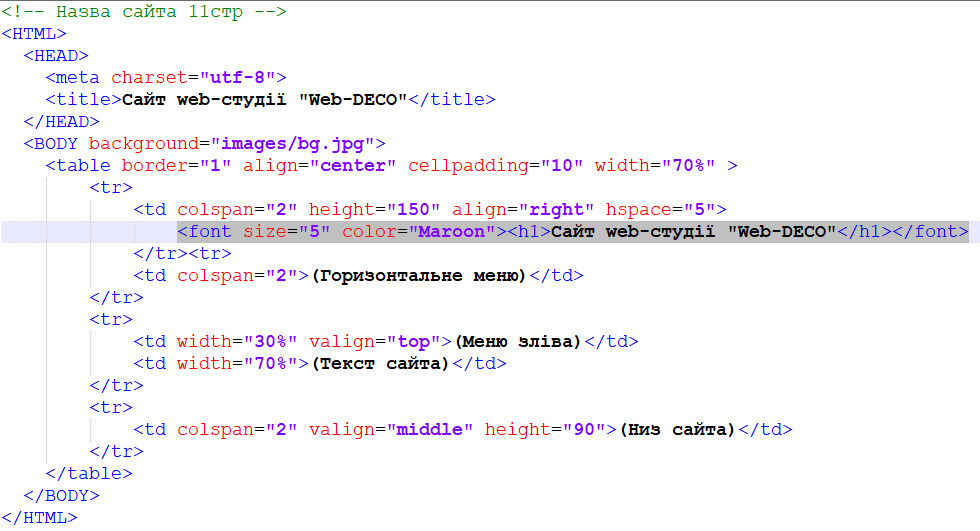 <!-- Назва сайта 11стр -->
<HTML>
<HEAD>
<meta charset="utf-8">
<title>Сайт web-студії "Web-DECO"</title>
</HEAD>
<BODY background="images/bg.jpg">
<table border="1" align="center" cellpadding="10" width="70%" >
<tr>
<td colspan="2" height="150" align="right" hspace="5">
<font size="5" color="Maroon"><h1>Сайт web-студії "Web-DECO"</h1></font>
</tr><tr>
<td colspan="2">(Горизонтальне меню)</td>
</tr>
<tr>
<td width="30%" valign="top">(Меню зліва)</td>
<td width="70%">(Текст сайта)</td>
</tr>
<tr>
<td colspan="2" valign="middle" height="90">(Низ сайта)</td>
</tr>
</table>
</BODY>
</HTML>